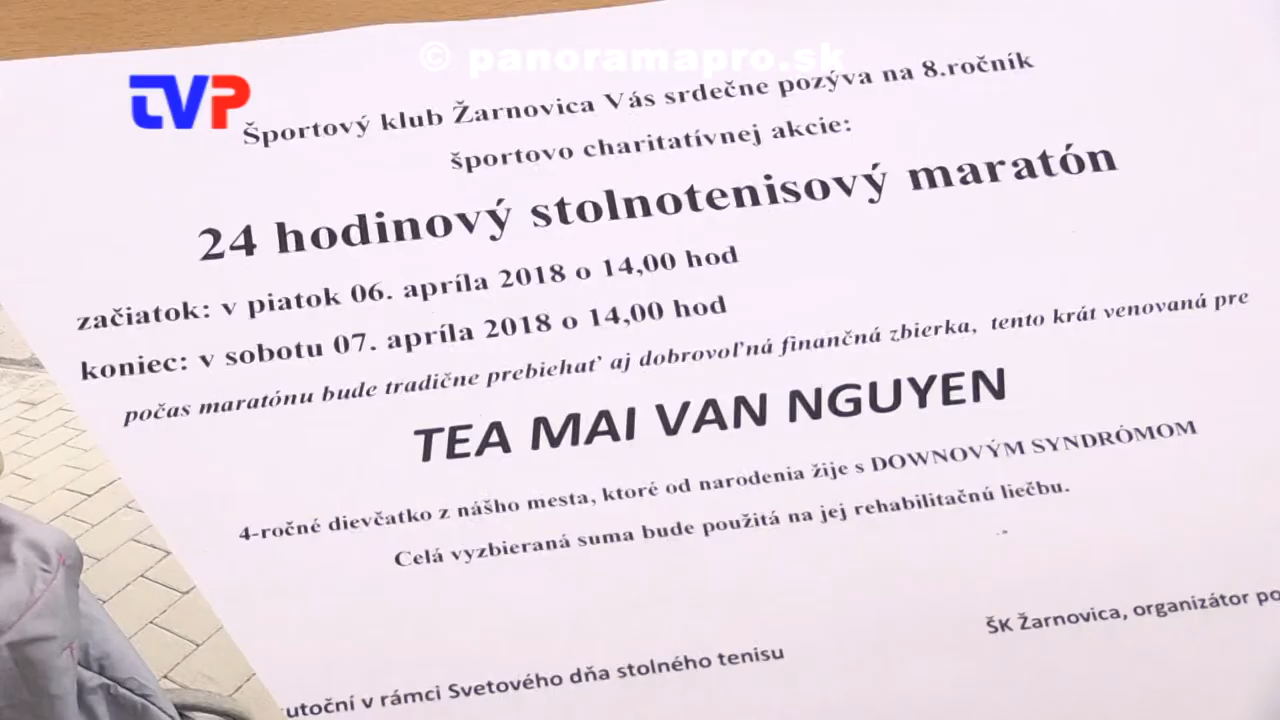 © panoramapro.sk
TVP
Športový klub Žarnovica Vás srdečne pozýva na 8.ročník
športovo charitatívnej akcie:
24 hodinový stolnotenisový maratón
začiatok: v piatok 06. apríla 2018 o 14,00 hod
koniec: v sobotu 07. apríla 2018 o 14,00 hod
počas maratónu bude tradične prebiehať aj dobrovoľná finančná zbierka, tento krát venovaná pre
TEA MAI VAN NGUYEN
4-ročné dievčatko z nášho mesta, ktoré od narodenia žije s DOWNOVÝM SYNDRÓMOM
Celá vyzbieraná suma bude použitá na jej rehabilitačnú liečbu.
ŠK Žarnovica, organizátor po
utoční v rámci Svetového dňa stolného tenisu